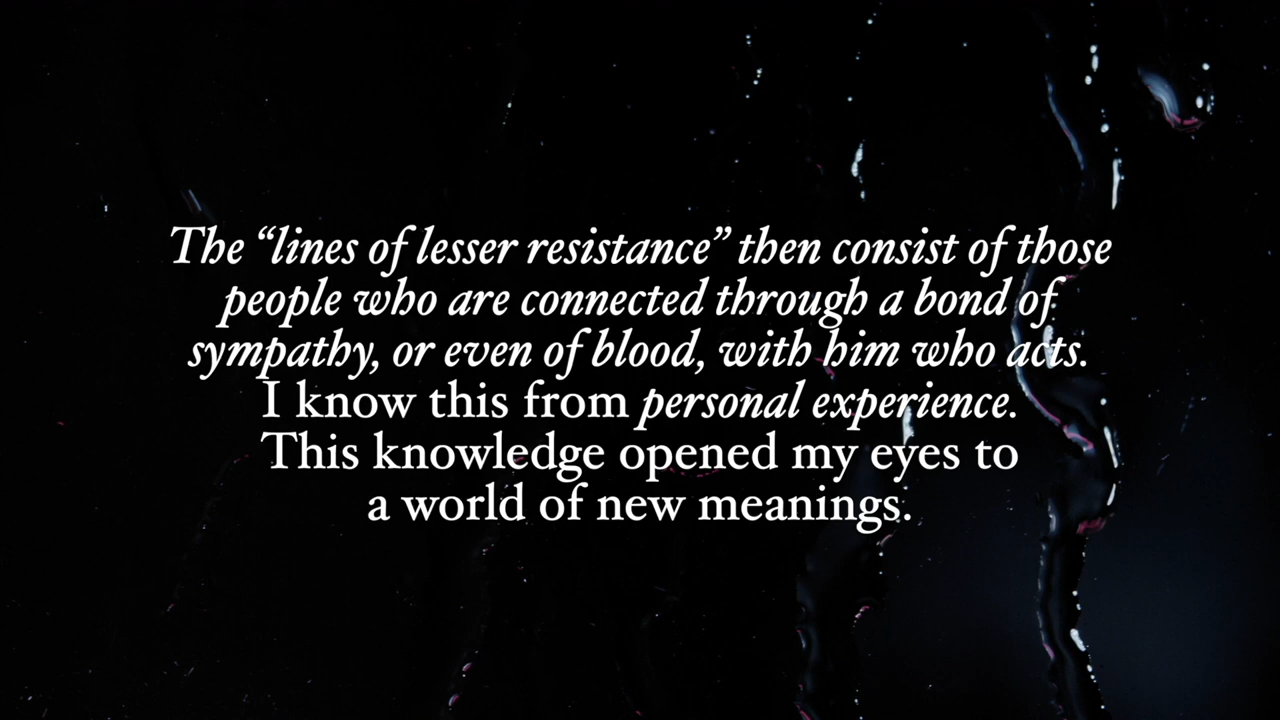 The “lines of lesser resistance” then consist of those
people who are connected through a bond of
sympathy, or even of blood, with him who acts.
I know this from personal experience.
This knowledge opened my eyes to
a world of new meanings.